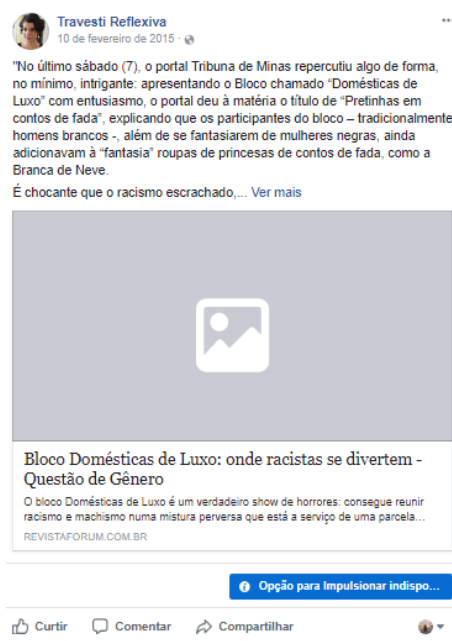 Travesti Reflexiva
10 de fevereiro de 2015 ·
"No último sábado (7), o portal Tribuna de Minas repercutiu algo de forma,
no mínimo, intrigante: apresentando o Bloco chamado “Domésticas de
Luxo” com entusiasmo, o portal deu à matéria o título de “Pretinhas em
contos de fada”, explicando que os participantes do bloco – tradicionalmente
homens brancos -, além de se fantasiarem de mulheres negras, ainda
adicionavam à “fantasia” roupas de princesas de contos de fada, como a
Branca de Neve.
É chocante que o racismo escrachado,... Ver mais
Bloco Domésticas de Luxo: onde racistas se divertem -
Questão de Gênero
O bloco Domésticas de Luxo é um verdadeiro show de horrores: consegue reunir
racismo e machismo numa mistura perversa que está a serviço de uma parcela...
REVISTAFORUM.COM.BR
Opção para Impulsionar indispo...
Curtir Comentar Compartilhar